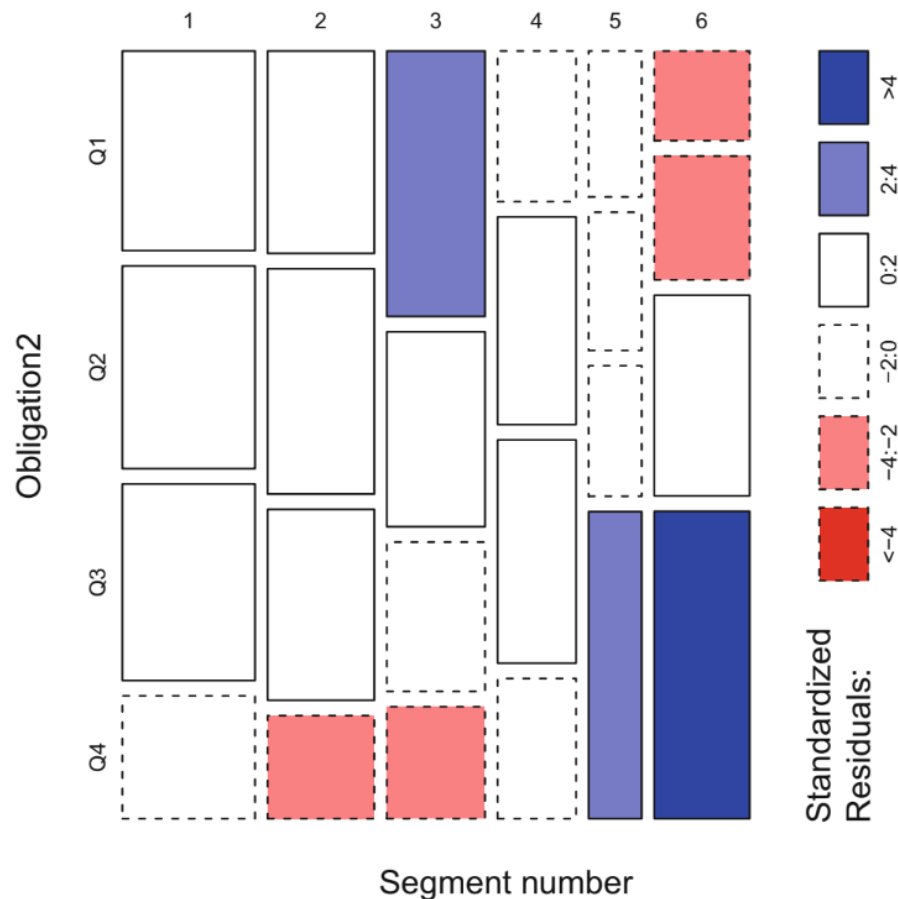 1 2 3 4 5 6
Obligation2
Q1
Q2
Q3
Q4
Segment number
>4
2:4
0:2
−2:0
−4:−2
<−4
Standardized
Residuals: